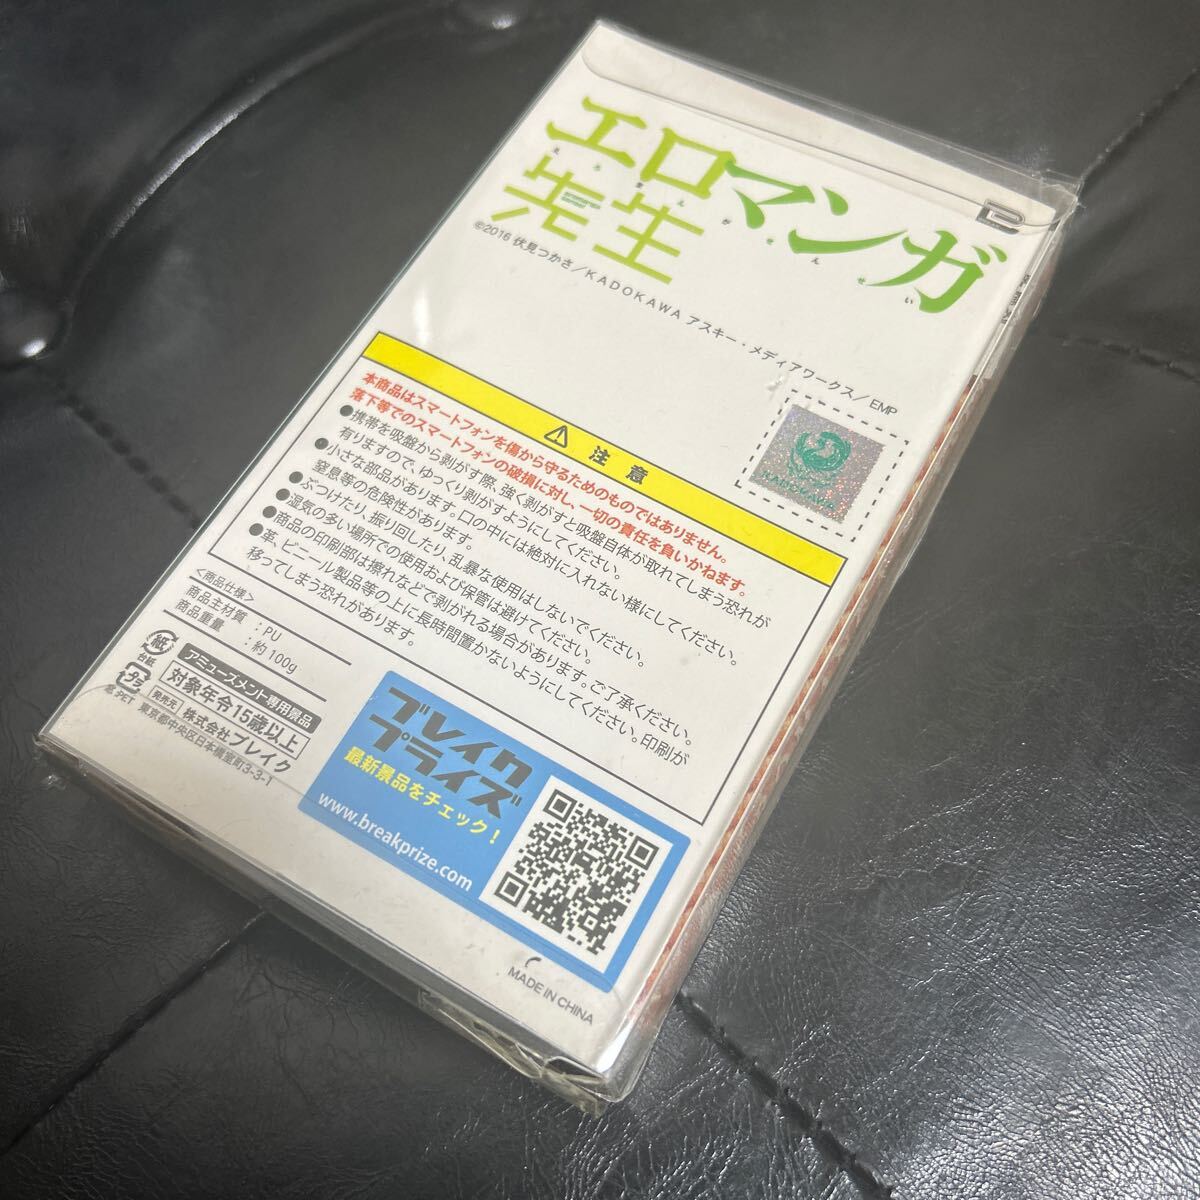 エロマンガ
先生
©2016 伏見つかさ/KADOKAWA アスキー・メディアワークス/EMP
KADOKAWA
注意
本商品はスマートフォンを傷から守るためのものではありません。
落下等でのスマートフォンの破損に対し、一切の責任を負いかねます。
●携帯を吸盤から剥がす際、強く剥がすと吸盤自体が取れてしまう恐れが
有りますので、ゆっくり剥がすようにしてください。
●小さな部品があります。口の中には絶対に入れない様にしてください。
窒息等の危険性があります。
●ぶつけたり、振り回したり、乱暴な使用はしないでください。
●湿気の多い場所での使用および保管は避けてください。
●商品の印刷部は擦れなどで剥がれる場合があります。ご了承ください。
●革、ビニール製品等の上に長時間置かないようにしてください。印刷が
移ってしまう恐れがあります。
<商品仕様>
商品主材質 : PU
商品重量 : 約100g
紙
台紙
プラ
窓:PET
アミューズメント専用景品
対象年令15歳以上
発売元 株式会社ブレイク
東京都中央区日本橋室町3-3-1
ブレイク
プライズ
最新景品をチェック!
www.breakprize.com
MADE IN CHINA